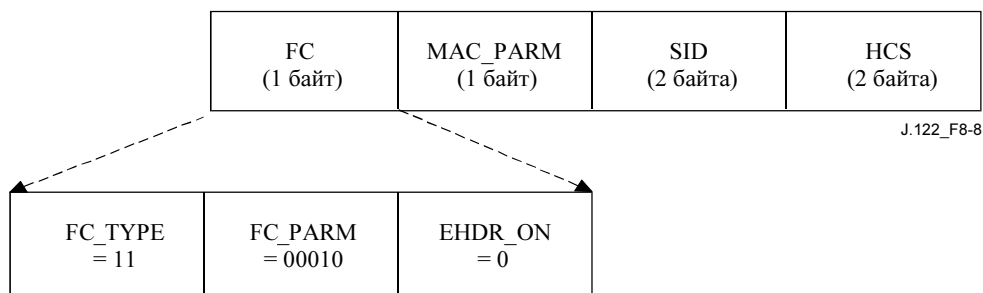 FC
(1 байт)
MAC_PARM
(1 байт)
SID
(2 байта)
HCS
(2 байта)
J.122_F8-8
FC_TYPE
= 11
FC_PARM
= 00010
EHDR_ON
= 0